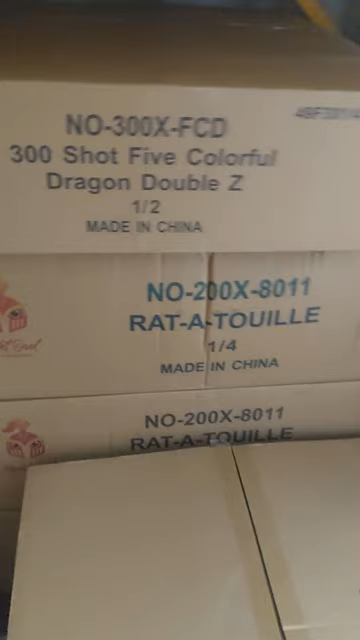 NO-300X-FCD
300 Shot Five Colorful
Dragon Double Z
1/2
MADE IN CHINA
NO-200X-8011
RAT-A-TOUILLE
1/4
MADE IN CHINA
NO-200X-8011
RAT-A-TOUILLE